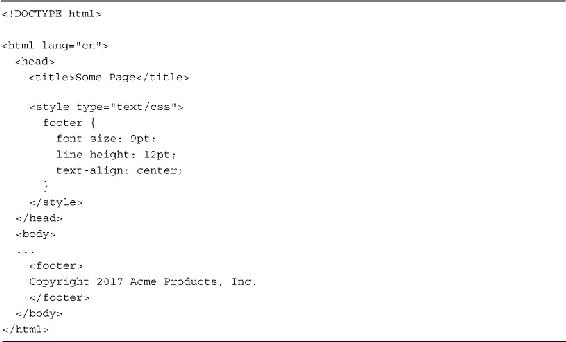 <!DOCTYPE html>
<html lang="en">
<head>
<title>Some Page</title>
<style type="text/css">
footer {
font size: 9pt;
line height: 12pt;
text-align: center;
}
</style>
</head>
<body>
...
<footer>
Copyright 2017 Acme Products, Inc.
</footer>
</body>
</html>